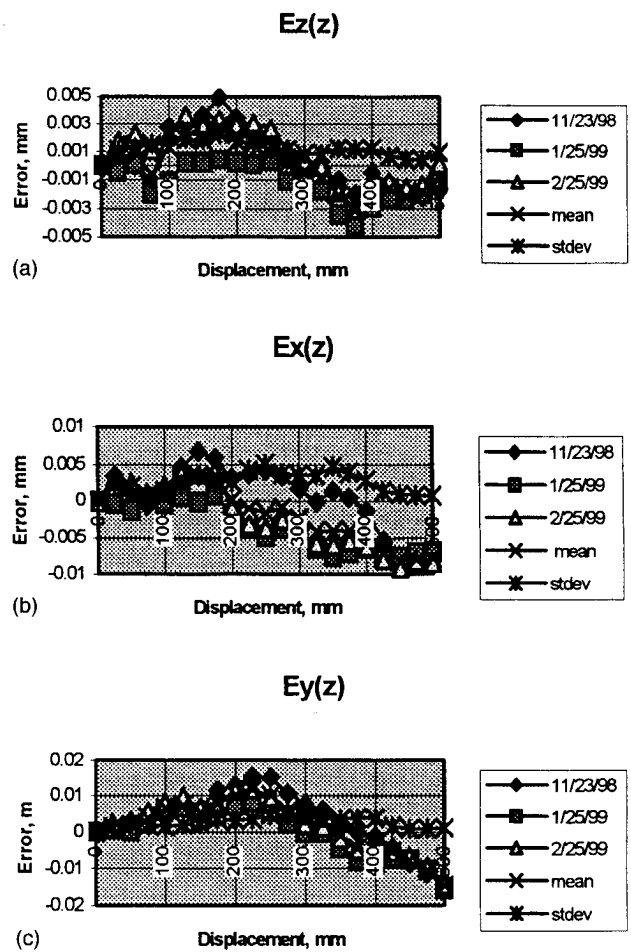 Ez(z)
Error, mm
0.005
0.003
0.001
-0.001
-0.003
-0.005
0
100
200
300
400
Displacement, mm
11/23/98
1/25/99
2/25/99
mean
stdev
(a)
Ex(z)
Error, mm
0.01
0.005
0
-0.005
-0.01
0
100
200
300
400
Displacement, mm
11/23/98
1/25/99
2/25/99
mean
stdev
(b)
Ey(z)
Error, m
0.02
0.01
0
-0.01
-0.02
0
100
200
300
400
Displacement, mm
11/23/98
1/25/99
2/25/99
mean
stdev
(c)